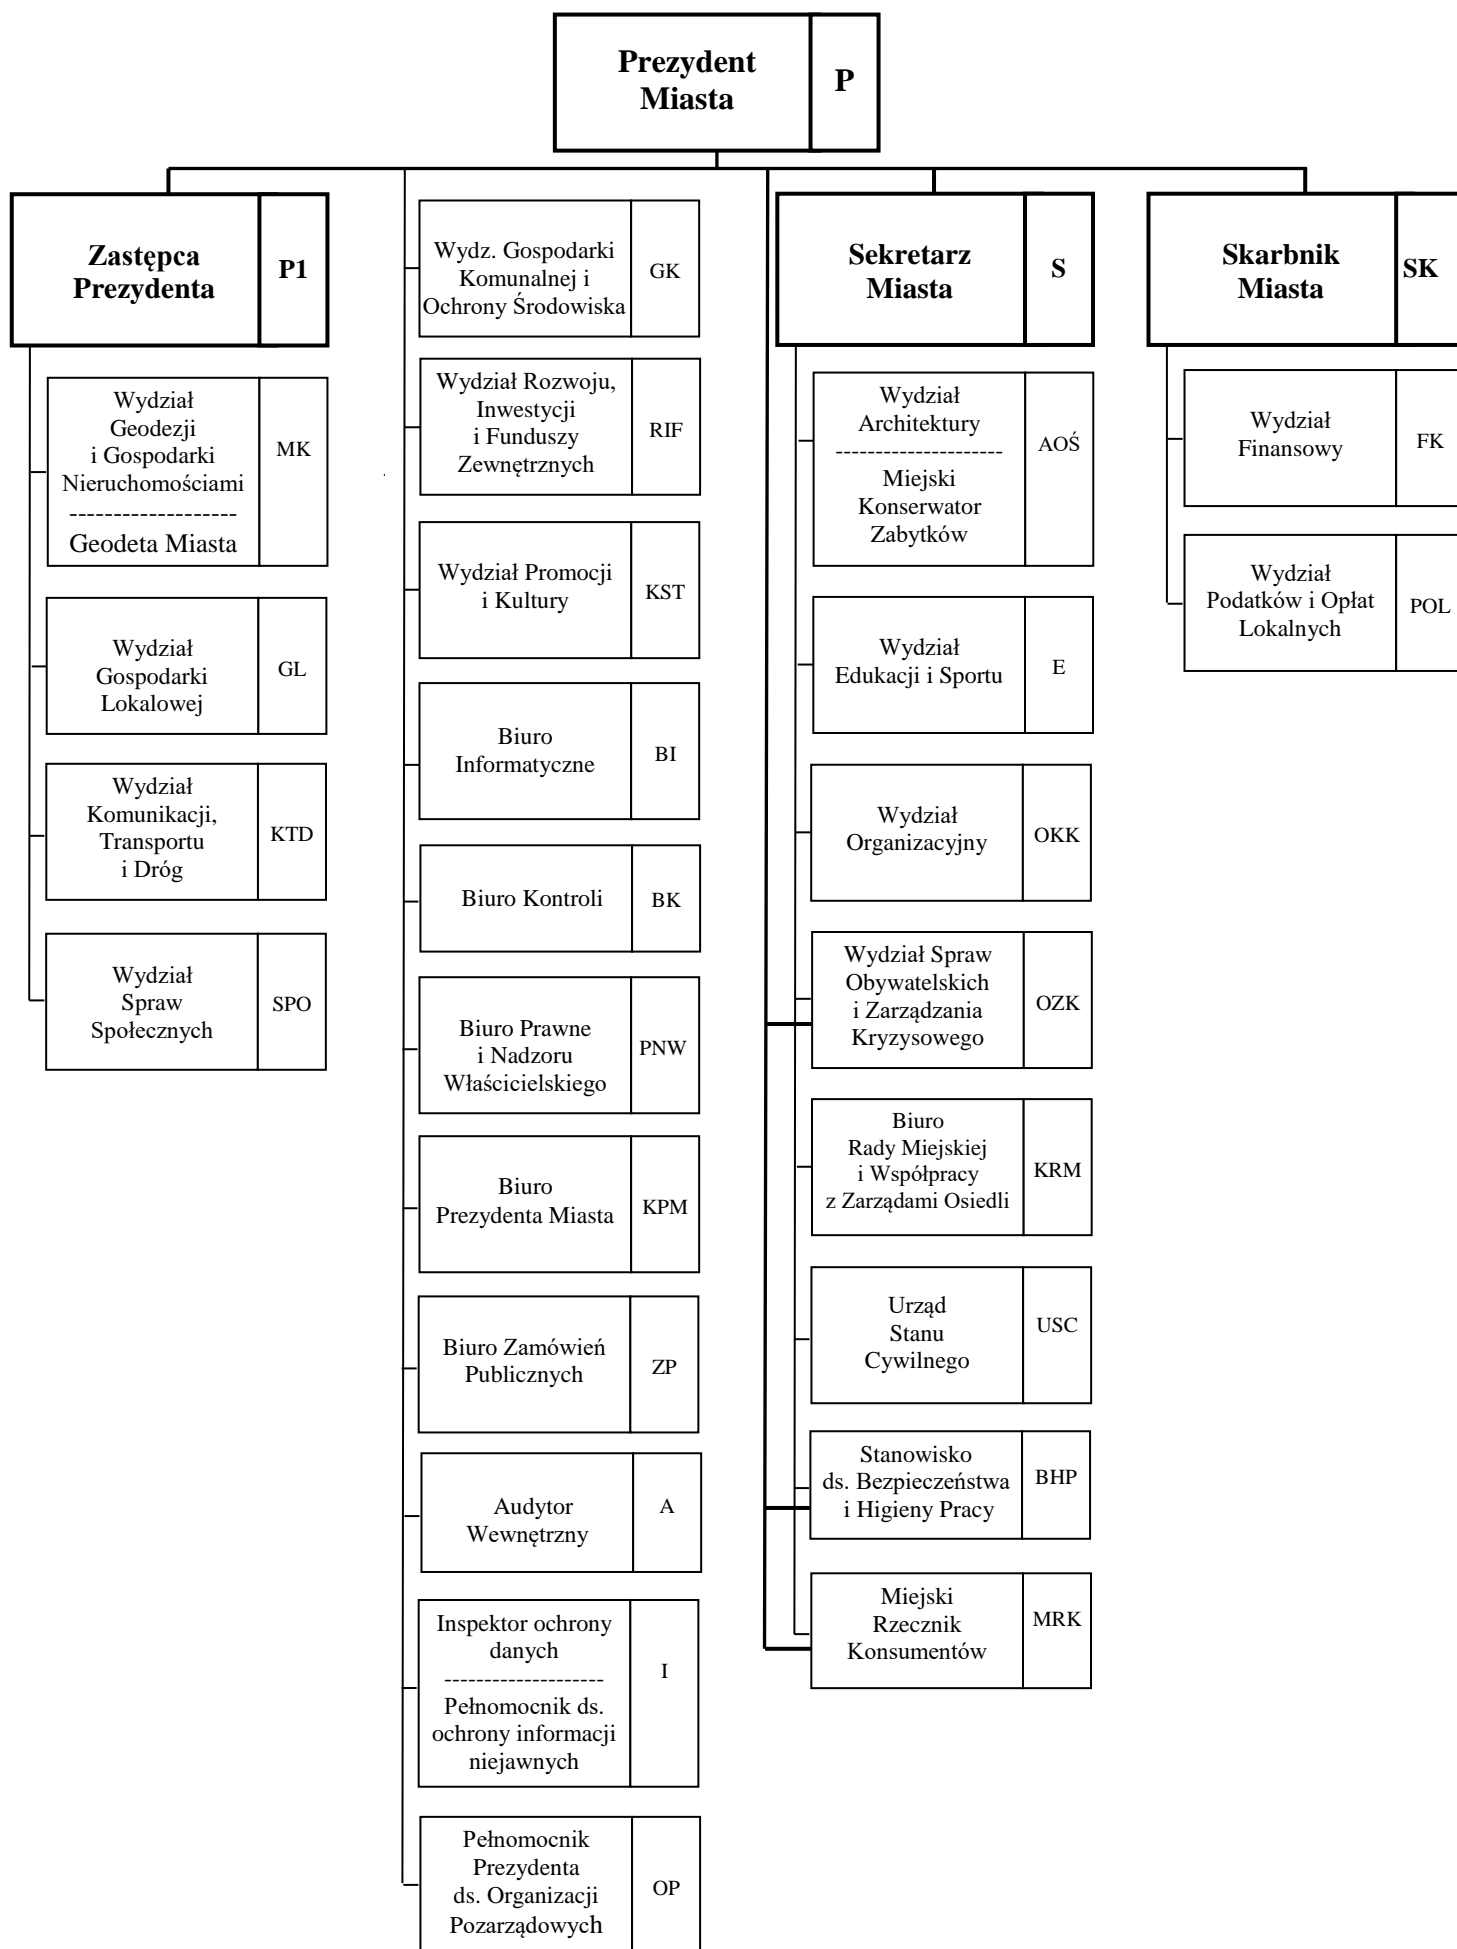 Prezydent
Miasta
P
Zastępca
Prezydenta
P1
Wydział
Geodezji
i Gospodarki
Nieruchomościami
-------------------
Geodeta Miasta
MK
Wydział
Gospodarki
Lokalowej
GL
Wydział
Komunikacji,
Transportu
i Dróg
KTD
Wydział
Spraw
Społecznych
SPO
Wydz. Gospodarki
Komunalnej i
Ochrony Środowiska
GK
Wydział Rozwoju,
Inwestycji
i Funduszy
Zewnętrznych
RIF
Wydział Promocji
i Kultury
KST
Biuro
Informatyczne
BI
Biuro Kontroli
BK
Biuro Prawne
i Nadzoru
Właścicielskiego
PNW
Biuro
Prezydenta Miasta
KPM
Biuro Zamówień
Publicznych
ZP
Audytor
Wewnętrzny
A
Inspektor ochrony
danych
--------------------
Pełnomocnik ds.
ochrony informacji
niejawnych
I
Pełnomocnik
Prezydenta
ds. Organizacji
Pozarządowych
OP
Sekretarz
Miasta
S
Wydział
Architektury
---------------------
Miejski
Konserwator
Zabytków
AOŚ
Wydział
Edukacji i Sportu
E
Wydział
Organizacyjny
OKK
Wydział Spraw
Obywatelskich
i Zarządzania
Kryzysowego
OZK
Biuro
Rady Miejskiej
i Współpracy
z Zarządami Osiedli
KRM
Urząd
Stanu
Cywilnego
USC
Stanowisko
ds. Bezpieczeństwa
i Higieny Pracy
BHP
Miejski
Rzecznik
Konsumentów
MRK
Skarbnik
Miasta
SK
Wydział
Finansowy
FK
Wydział
Podatków i Opłat
Lokalnych
POL